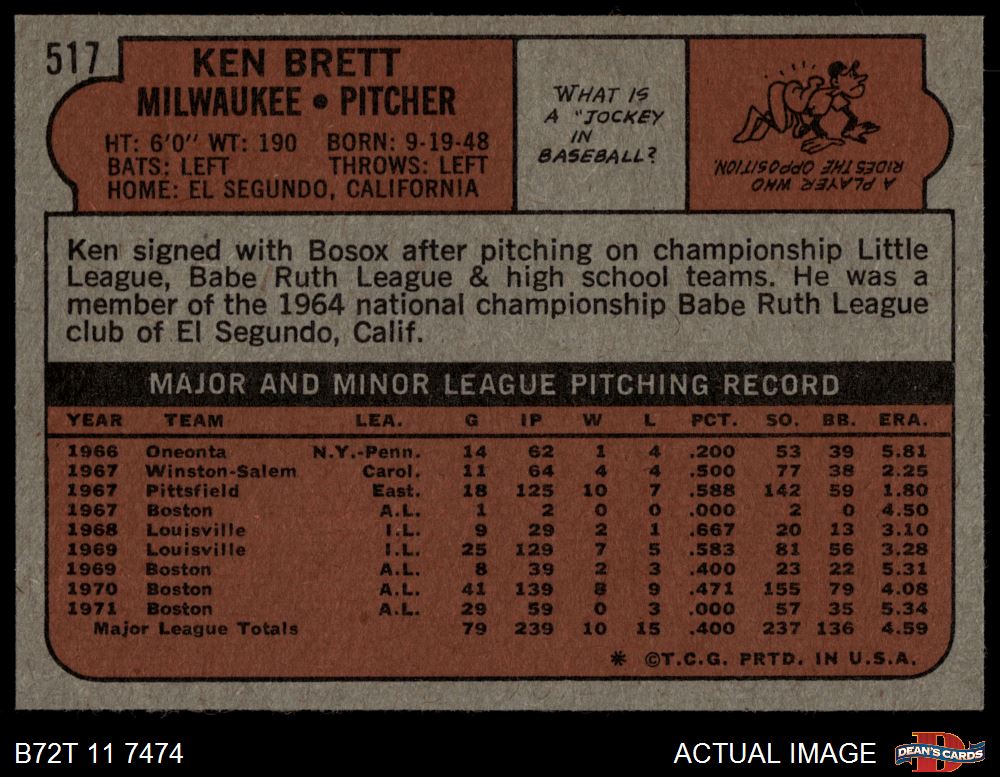 517
KEN BRETT
MILWAUKEE • PITCHER
HT: 6'0" WT: 190 BORN: 9-19-48
BATS: LEFT THROWS: LEFT
HOME: EL SEGUNDO, CALIFORNIA
WHAT IS
A "JOCKEY
IN
BASEBALL?
A PLAYER WHO
RIDES THE OPPOSITION.
Ken signed with Bosox after pitching on championship Little
League, Babe Ruth League & high school teams. He was a
member of the 1964 national championship Babe Ruth League
club of El Segundo, Calif.
MAJOR AND MINOR LEAGUE PITCHING RECORD
YEAR TEAM LEA. G IP W L PCT. SO. BB. ERA.
1966 Oneonta N.Y.-Penn. 14 62 1 4 .200 53 39 5.81
1967 Winston-Salem Carol. 11 64 4 4 .500 77 38 2.25
1967 Pittsfield East. 18 125 10 7 .588 142 59 1.80
1967 Boston A.L. 1 2 0 0 .000 2 0 4.50
1968 Louisville I.L. 9 29 2 1 .667 20 13 3.10
1969 Louisville I.L. 25 129 7 5 .583 81 56 3.28
1969 Boston A.L. 8 39 2 3 .400 23 22 5.31
1970 Boston A.L. 41 139 8 9 .471 155 79 4.08
1971 Boston A.L. 29 59 0 3 .000 57 35 5.34
Major League Totals 79 239 10 15 .400 237 136 4.59
* ©T.C.G. PRTD. IN U.S.A.
B72T 11 7474
ACTUAL IMAGE
D
DEAN'S CARDS